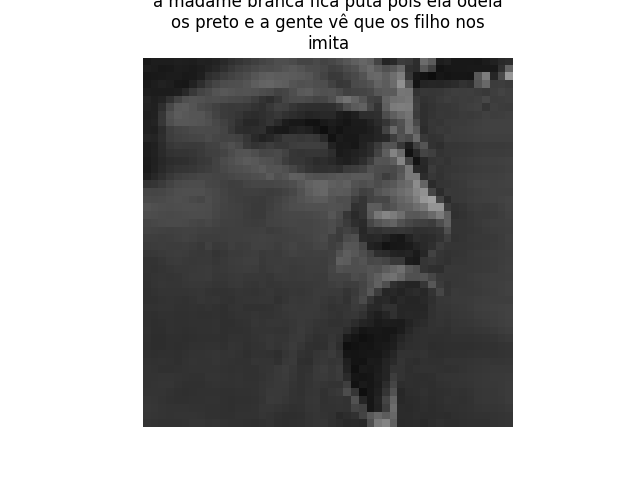 a madame branca fica puta pois ela odeia
os preto e a gente vê que os filho nos
imita